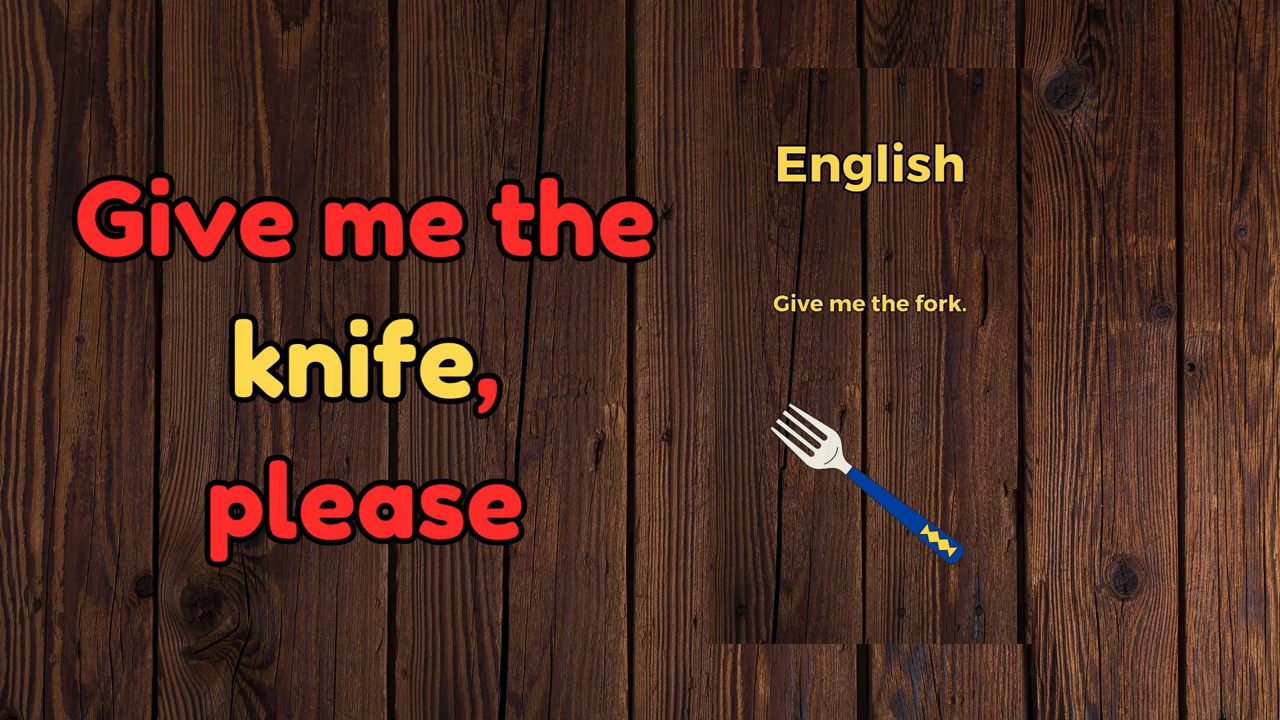 Give me the
knife,
please
English
Give me the fork.